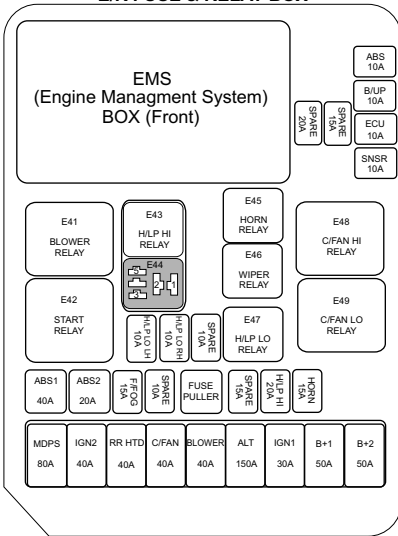 EMS
(Engine Managment System)
BOX (Front)
ABS
10A
B/UP
10A
ECU
10A
SNSR
10A
SPARE
20A
SPARE
15A
E41
BLOWER
RELAY
E43
H/LP HI
RELAY
E44
5
3
2
1
E45
HORN
RELAY
E46
WIPER
RELAY
E48
C/FAN HI
RELAY
E42
START
RELAY
E47
H/LP LO
RELAY
E49
C/FAN LO
RELAY
H/LP LO LH
10A
H/LP LO RH
10A
SPARE
10A
ABS1
40A
ABS2
20A
F/FOG
15A
SPARE
10A
FUSE
PULLER
SPARE
15A
H/LP HI
20A
HORN
15A
MDPS
80A
IGN2
40A
RR HTD
40A
C/FAN
40A
BLOWER
40A
ALT
150A
IGN1
30A
B+1
50A
B+2
50A